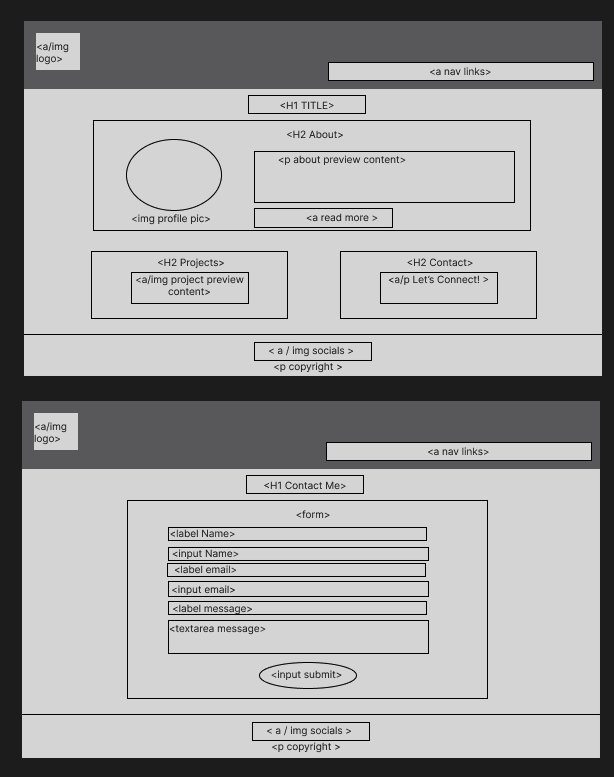 <a/img
logo>
<a nav links>
<H1 TITLE>
<H2 About>
<p about preview content>
<img profile pic>
<a read more >
<H2 Projects>
<a/img project preview
content>
<H2 Contact>
<a/p Let's Connect! >
< a / img socials >
<p copyright >
<a/img
logo>
<a nav links>
<H1 Contact Me>
<form>
<label Name>
<input Name>
<label email>
<input email>
<label message>
<textarea message>
<input submit>
< a / img socials >
<p copyright >